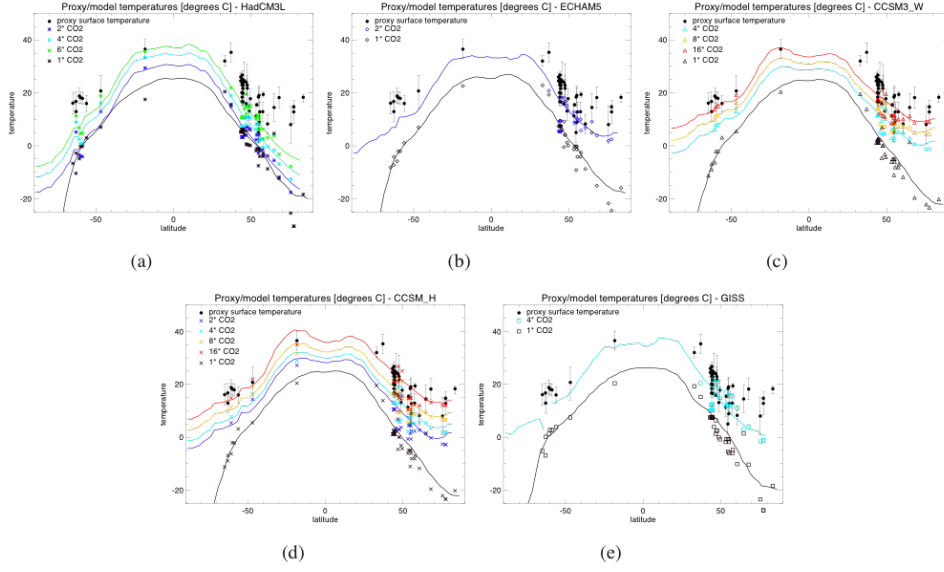 Proxy/model temperatures [degrees C] - HadCM3L
proxy surface temperature
2* CO2
4* CO2
6* CO2
1* CO2
40
20
0
-20
temperature
-50
0
50
latitude
(a)
Proxy/model temperatures [degrees C] - ECHAM5
proxy surface temperature
2* CO2
1* CO2
40
20
0
-20
temperature
-50
0
50
latitude
(b)
Proxy/model temperatures [degrees C] - CCSM3_W
proxy surface temperature
4* CO2
8* CO2
16* CO2
1* CO2
40
20
0
-20
temperature
-50
0
50
latitude
(c)
Proxy/model temperatures [degrees C] - CCSM_H
proxy surface temperature
2* CO2
4* CO2
8* CO2
16* CO2
1* CO2
40
20
0
-20
temperature
-50
0
50
latitude
(d)
Proxy/model temperatures [degrees C] - GISS
proxy surface temperature
4* CO2
1* CO2
40
20
0
-20
temperature
-50
0
50
latitude
(e)